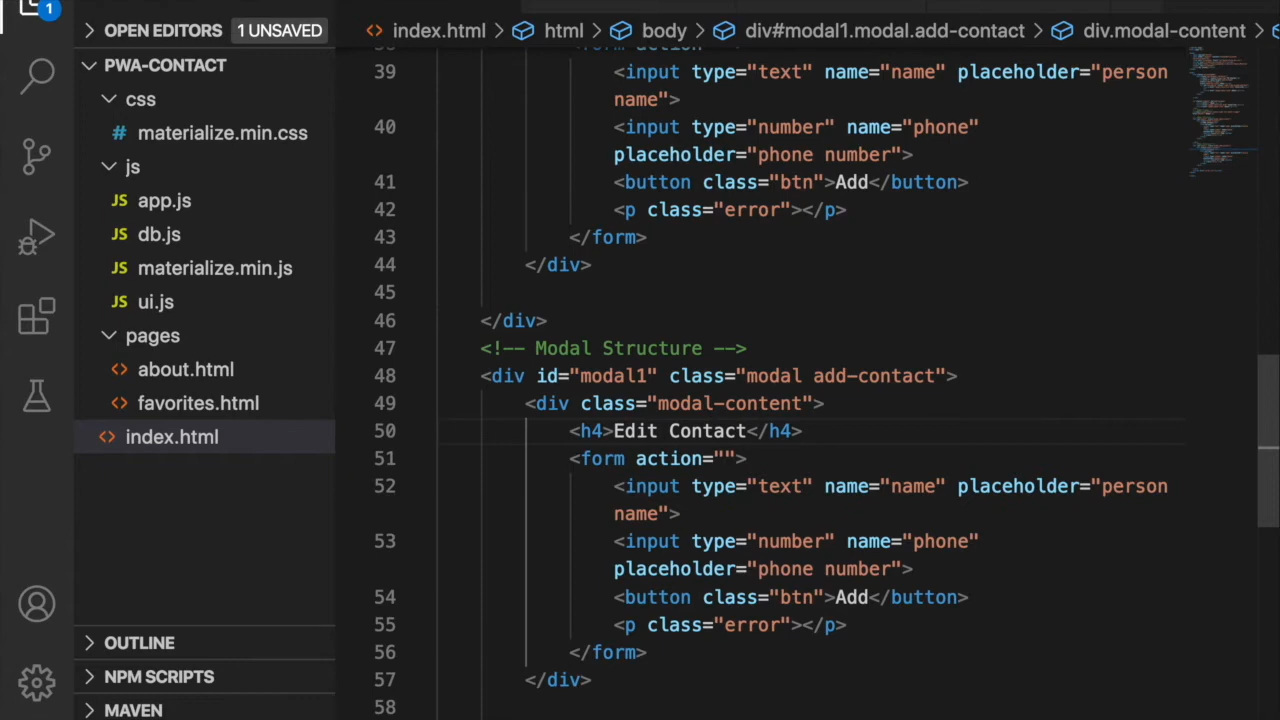 1
OPEN EDITORS 1 UNSAVED
PWA-CONTACT
css
# materialize.min.css
js
JS app.js
JS db.js
JS materialize.min.js
JS ui.js
pages
<> about.html
<> favorites.html
<> index.html
OUTLINE
NPM SCRIPTS
MAVEN
<> index.html > html > body > div#modal1.modal.add-contact > div.modal-content >
39 <input type="text" name="name" placeholder="person
name">
40 <input type="number" name="phone"
placeholder="phone number">
41 <button class="btn">Add</button>
42 <p class="error"></p>
43 </form>
44 </div>
45
46 </div>
47 <!-- Modal Structure -->
48 <div id="modal1" class="modal add-contact">
49 <div class="modal-content">
50 <h4>Edit Contact</h4>
51 <form action="">
52 <input type="text" name="name" placeholder="person
name">
53 <input type="number" name="phone"
placeholder="phone number">
54 <button class="btn">Add</button>
55 <p class="error"></p>
56 </form>
57 </div>
58